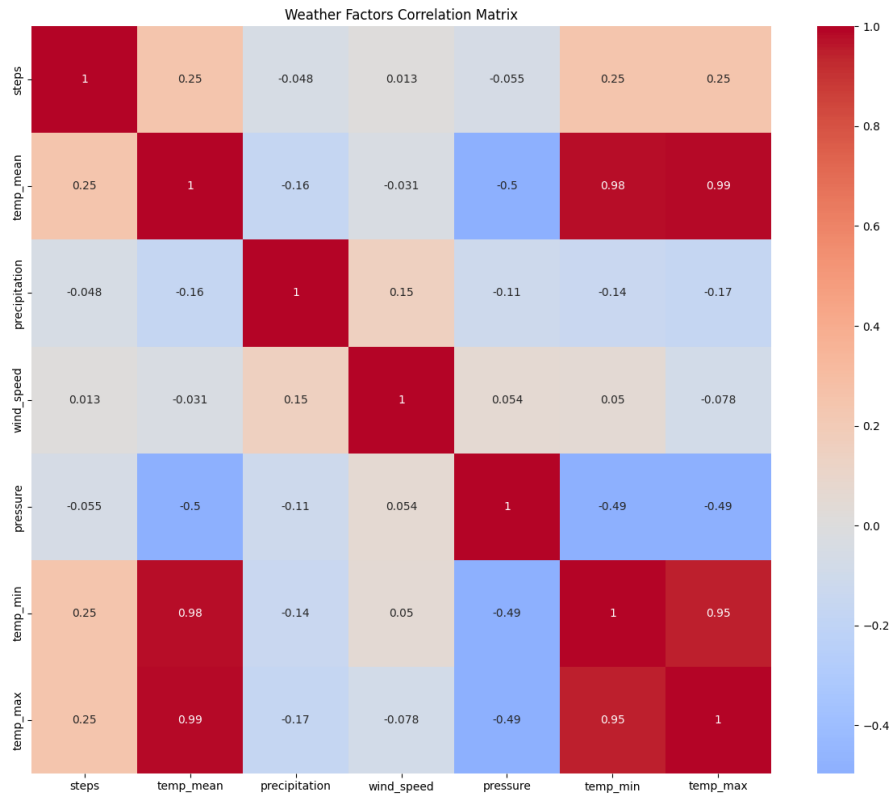 Weather Factors Correlation Matrix
steps 1 0.25 -0.048 0.013 -0.055 0.25 0.25
temp_mean 0.25 1 -0.16 -0.031 -0.5 0.98 0.99
precipitation -0.048 -0.16 1 0.15 -0.11 -0.14 -0.17
wind_speed 0.013 -0.031 0.15 1 0.054 0.05 -0.078
pressure -0.055 -0.5 -0.11 0.054 1 -0.49 -0.49
temp_min 0.25 0.98 -0.14 0.05 -0.49 1 0.95
temp_max 0.25 0.99 -0.17 -0.078 -0.49 0.95 1
steps temp_mean precipitation wind_speed pressure temp_min temp_max
1.0
0.8
0.6
0.4
0.2
0.0
−0.2
−0.4